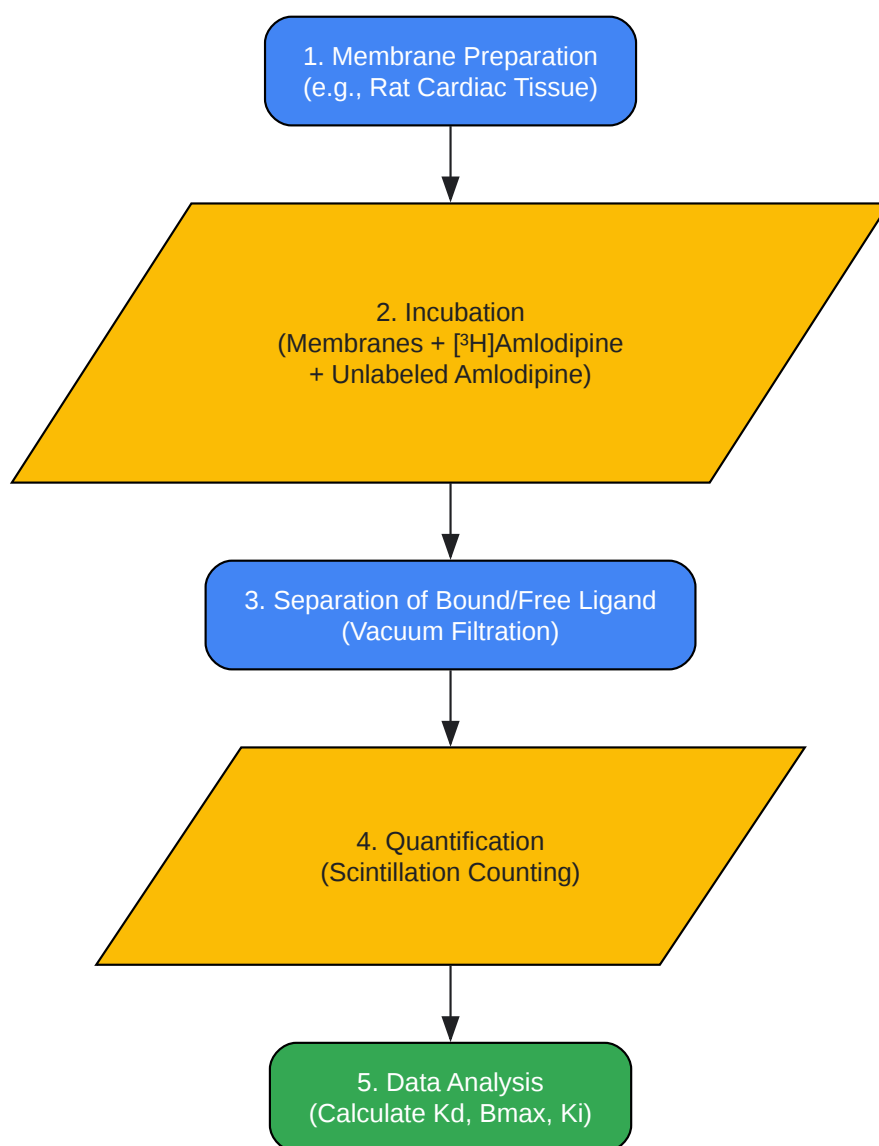 1. Membrane Preparation
(e.g., Rat Cardiac Tissue)
2. Incubation
(Membranes + [³H]Amlodipine
+ Unlabeled Amlodipine)
3. Separation of Bound/Free Ligand
(Vacuum Filtration)
4. Quantification
(Scintillation Counting)
5. Data Analysis
(Calculate Kd, Bmax, Ki)